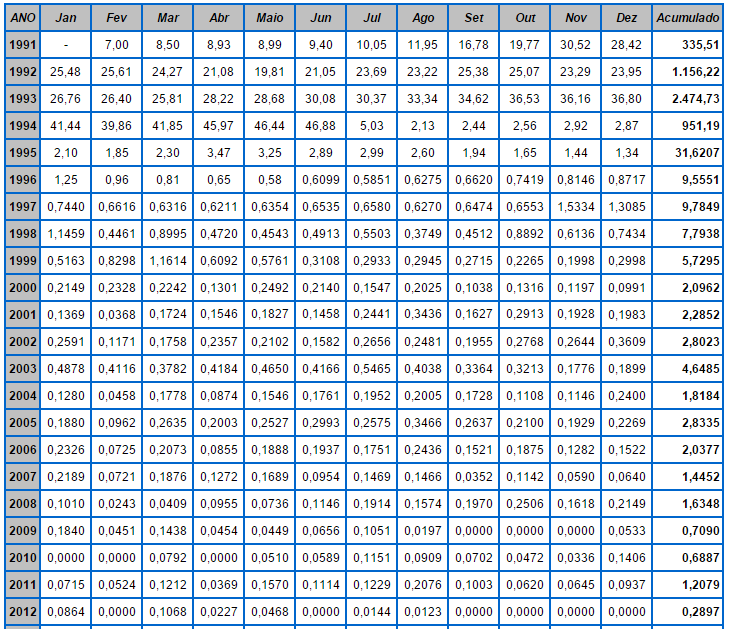 ANO Jan Fev Mar Abr Maio Jun Jul Ago Set Out Nov Dez Acumulado
1991 - 7,00 8,50 8,93 8,99 9,40 10,05 11,95 16,78 19,77 30,52 28,42 335,51
1992 25,48 25,61 24,27 21,08 19,81 21,05 23,69 23,22 25,38 25,07 23,29 23,95 1.156,22
1993 26,76 26,40 25,81 28,22 28,68 30,08 30,37 33,34 34,62 36,53 36,16 36,80 2.474,73
1994 41,44 39,86 41,85 45,97 46,44 46,88 5,03 2,13 2,44 2,56 2,92 2,87 951,19
1995 2,10 1,85 2,30 3,47 3,25 2,89 2,99 2,60 1,94 1,65 1,44 1,34 31,6207
1996 1,25 0,96 0,81 0,65 0,58 0,6099 0,5851 0,6275 0,6620 0,7419 0,8146 0,8717 9,5551
1997 0,7440 0,6616 0,6316 0,6211 0,6354 0,6535 0,6580 0,6270 0,6474 0,6553 1,5334 1,3085 9,7849
1998 1,1459 0,4461 0,8995 0,4720 0,4543 0,4913 0,5503 0,3749 0,4512 0,8892 0,6136 0,7434 7,7938
1999 0,5163 0,8298 1,1614 0,6092 0,5761 0,3108 0,2933 0,2945 0,2715 0,2265 0,1998 0,2998 5,7295
2000 0,2149 0,2328 0,2242 0,1301 0,2492 0,2140 0,1547 0,2025 0,1038 0,1316 0,1197 0,0991 2,0962
2001 0,1369 0,0368 0,1724 0,1546 0,1827 0,1458 0,2441 0,3436 0,1627 0,2913 0,1928 0,1983 2,2852
2002 0,2591 0,1171 0,1758 0,2357 0,2102 0,1582 0,2656 0,2481 0,1955 0,2768 0,2644 0,3609 2,8023
2003 0,4878 0,4116 0,3782 0,4184 0,4650 0,4166 0,5465 0,4038 0,3364 0,3213 0,1776 0,1899 4,6485
2004 0,1280 0,0458 0,1778 0,0874 0,1546 0,1761 0,1952 0,2005 0,1728 0,1108 0,1146 0,2400 1,8184
2005 0,1880 0,0962 0,2635 0,2003 0,2527 0,2993 0,2575 0,3466 0,2637 0,2100 0,1929 0,2269 2,8335
2006 0,2326 0,0725 0,2073 0,0855 0,1888 0,1937 0,1751 0,2436 0,1521 0,1875 0,1282 0,1522 2,0377
2007 0,2189 0,0721 0,1876 0,1272 0,1689 0,0954 0,1469 0,1466 0,0352 0,1142 0,0590 0,0640 1,4452
2008 0,1010 0,0243 0,0409 0,0955 0,0736 0,1146 0,1914 0,1574 0,1970 0,2506 0,1618 0,2149 1,6348
2009 0,1840 0,0451 0,1438 0,0454 0,0449 0,0656 0,1051 0,0197 0,0000 0,0000 0,0000 0,0533 0,7090
2010 0,0000 0,0000 0,0792 0,0000 0,0510 0,0589 0,1151 0,0909 0,0702 0,0472 0,0336 0,1406 0,6887
2011 0,0715 0,0524 0,1212 0,0369 0,1570 0,1114 0,1229 0,2076 0,1003 0,0620 0,0645 0,0937 1,2079
2012 0,0864 0,0000 0,1068 0,0227 0,0468 0,0000 0,0144 0,0123 0,0000 0,0000 0,0000 0,0000 0,2897